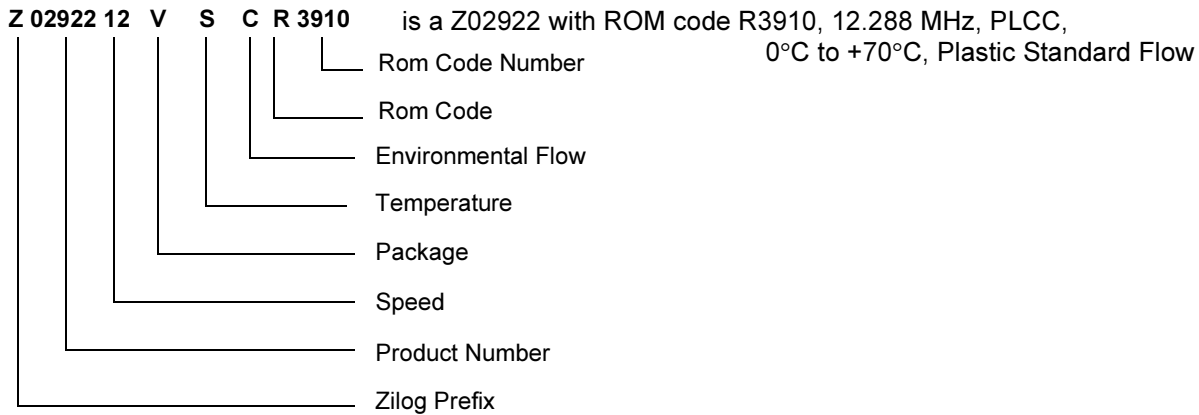 Z 02922 12 V S C R 3910 is a Z02922 with ROM code R3910, 12.288 MHz, PLCC,
0°C to +70°C, Plastic Standard Flow
Rom Code Number
Rom Code
Environmental Flow
Temperature
Package
Speed
Product Number
Zilog Prefix